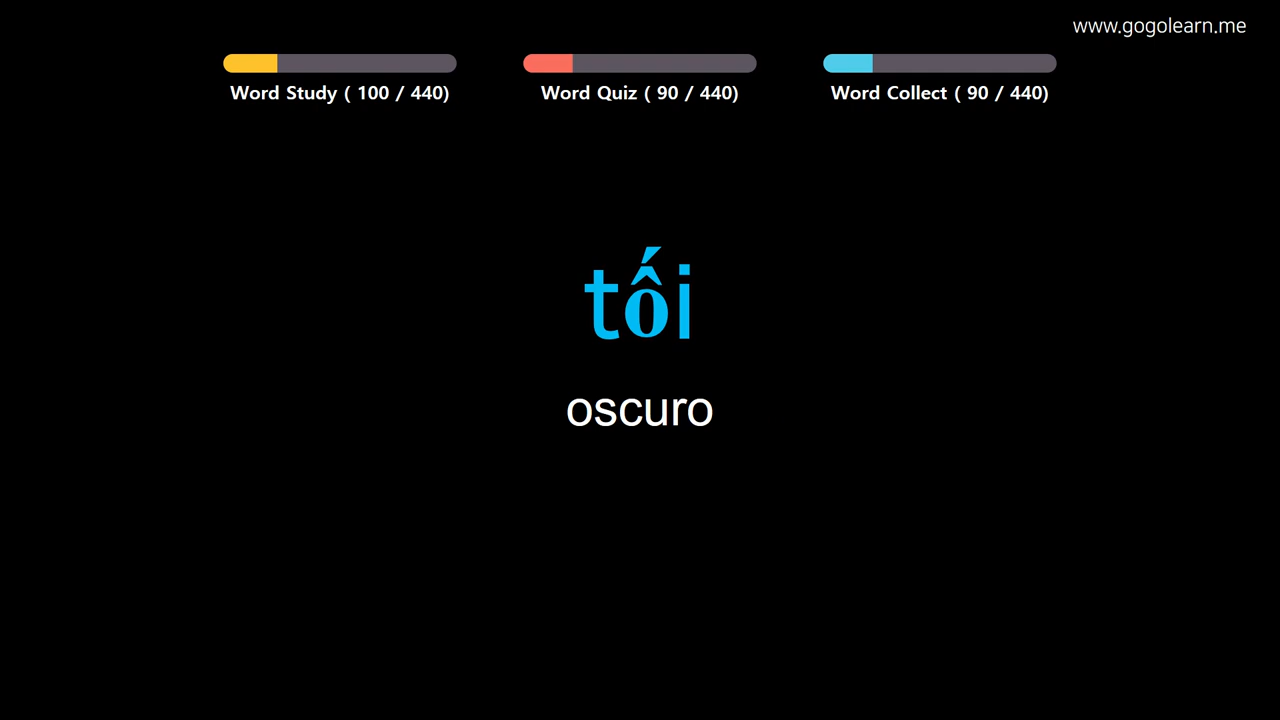 www.gogolearn.me
Word Study ( 100 / 440)
Word Quiz ( 90 / 440)
Word Collect ( 90 / 440)
tối
oscuro